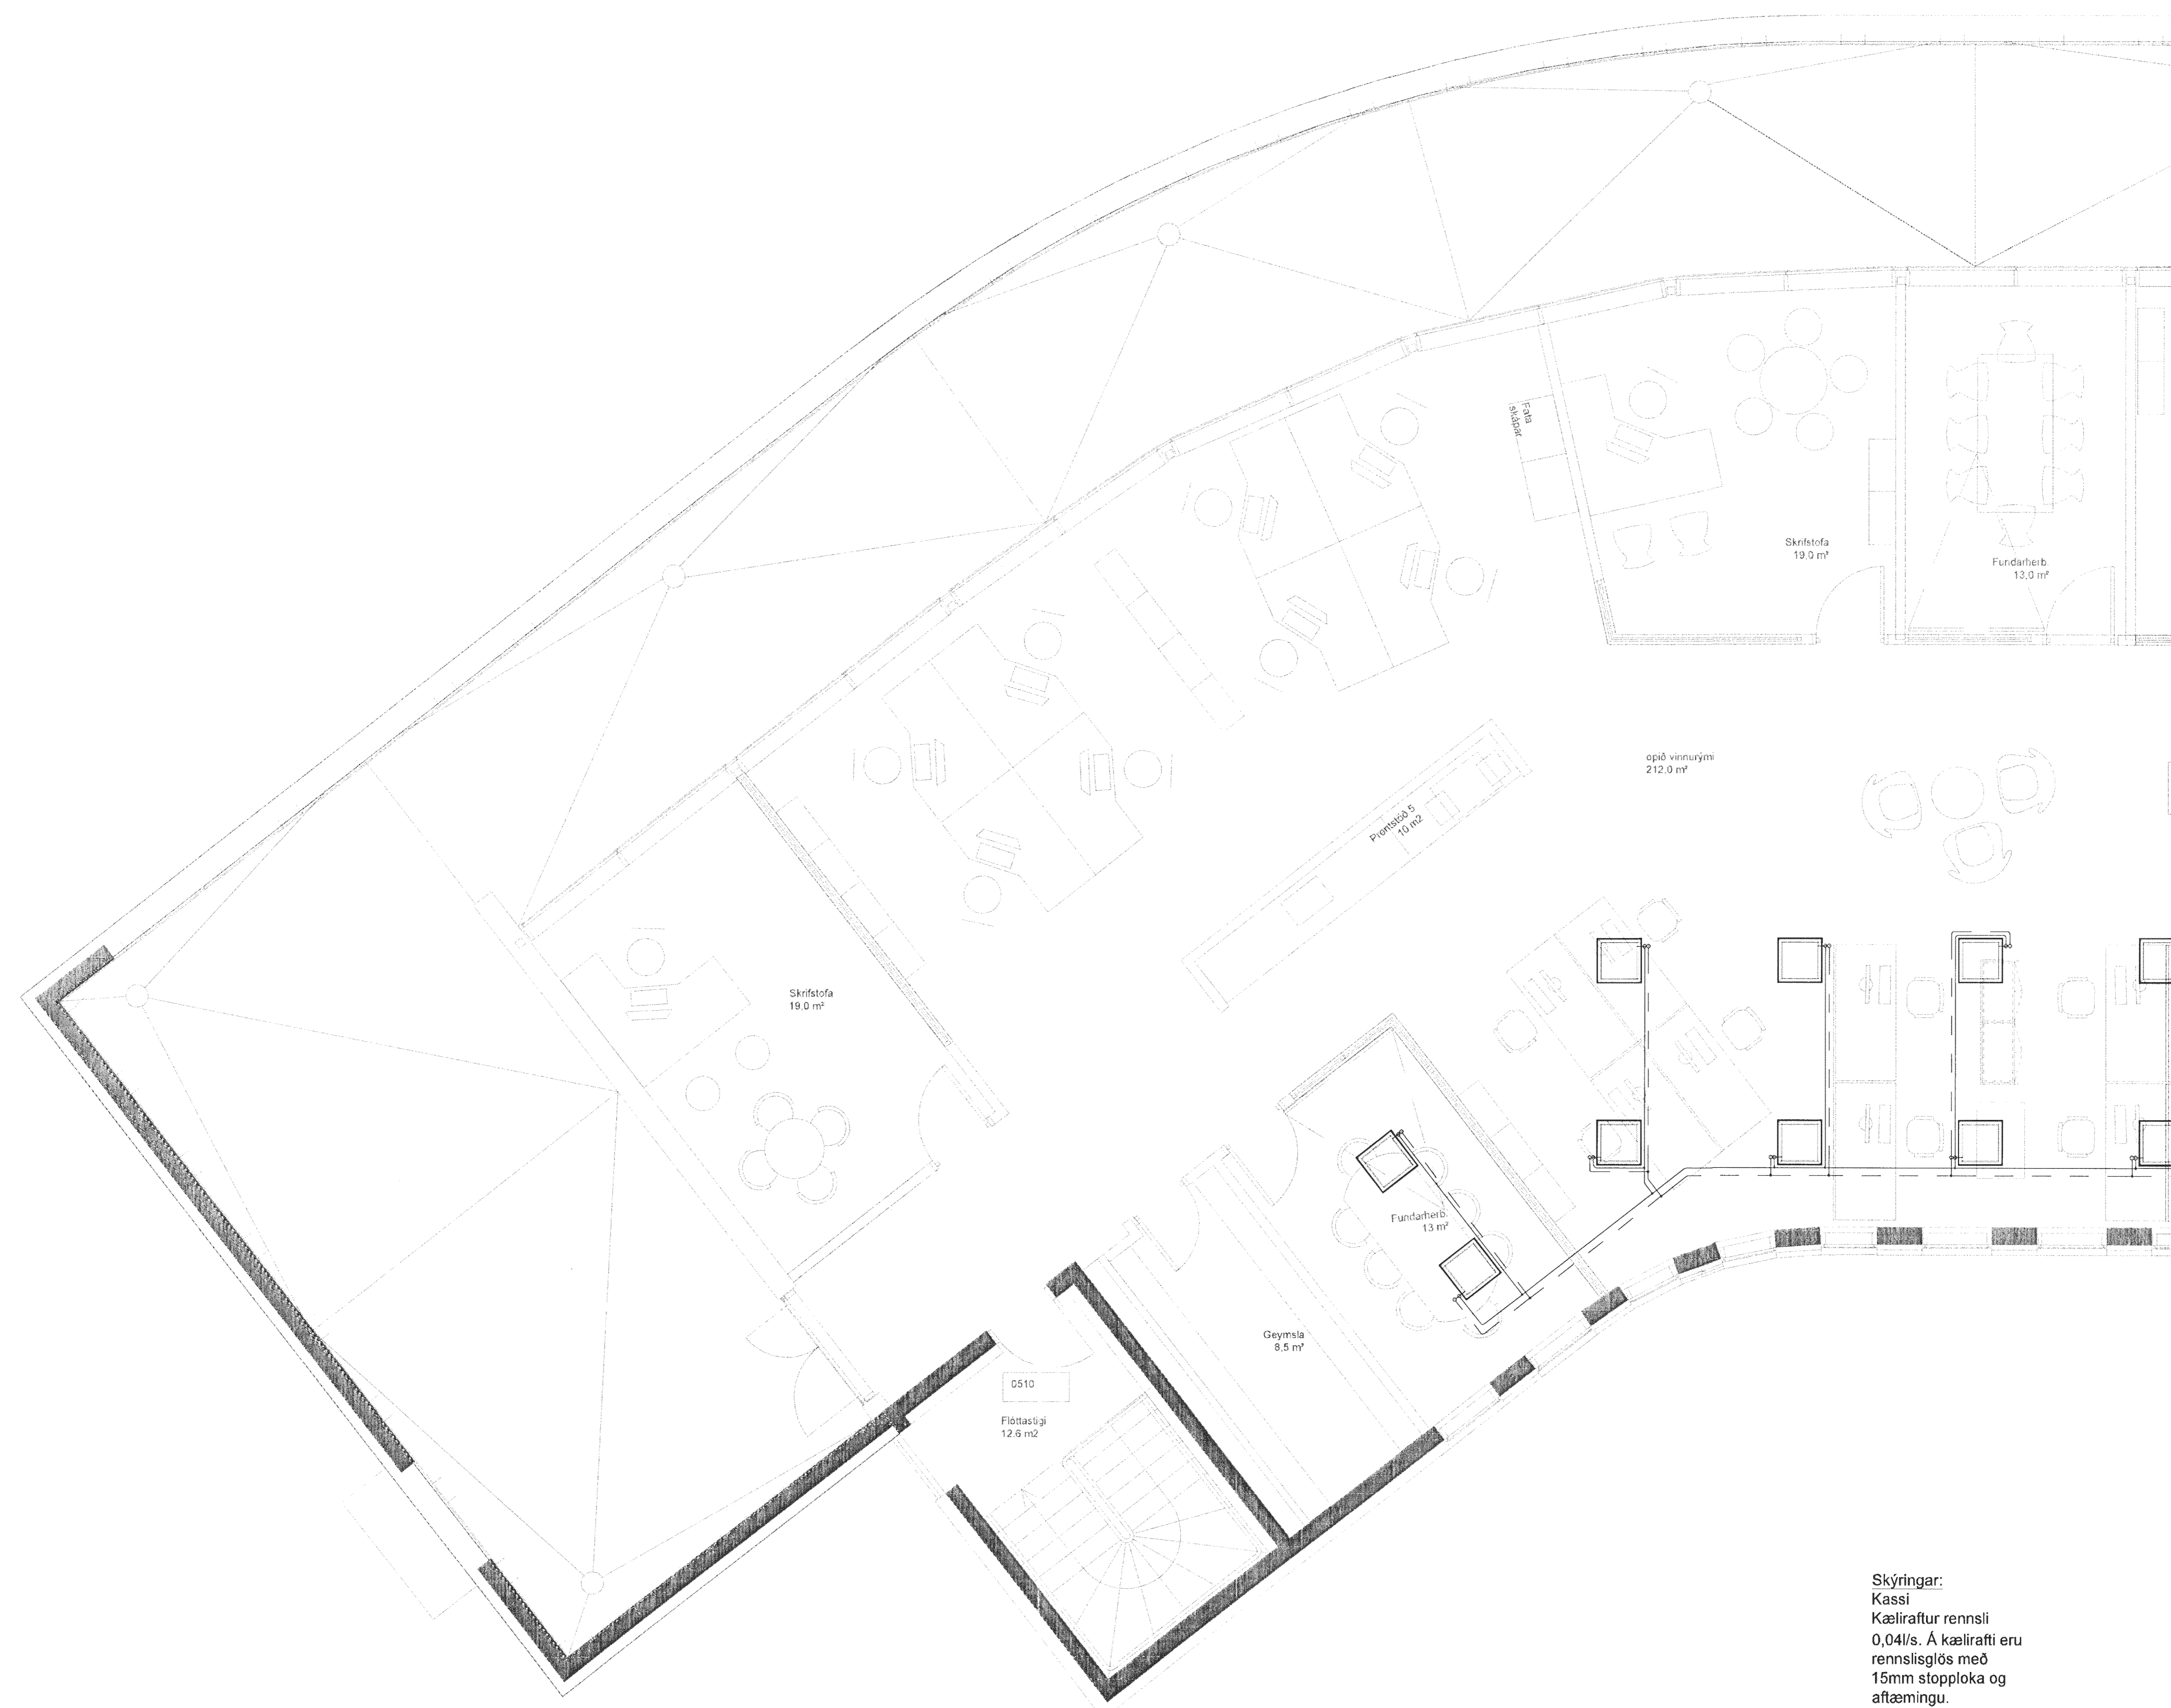 Fata
skápar
Skrifstofa
19,0 m²
Fundarherb.
13,0 m²
opið vinnurými
212,0 m²
Prentstöð 5
10 m2
Skrifstofa
19,0 m²
Fundarherb.
13 m²
Geymsla
8,5 m²
0510
Flóttastigi
12.6 m2
Skýringar:
Kassi
Kæliraftur rennsli
0,04l/s. Á kælirafti eru
rennslisglös með
15mm stopploka og
aftæmingu.